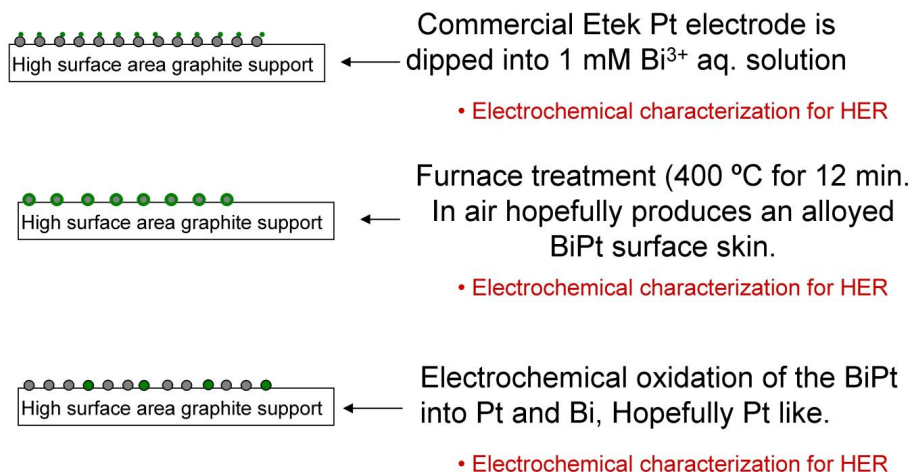 Commercial Etek Pt electrode is
dipped into 1 mM Bi³⁺ aq. solution
High surface area graphite support
• Electrochemical characterization for HER
Furnace treatment (400 ºC for 12 min.
In air hopefully produces an alloyed
BiPt surface skin.
High surface area graphite support
• Electrochemical characterization for HER
Electrochemical oxidation of the BiPt
into Pt and Bi, Hopefully Pt like.
High surface area graphite support
• Electrochemical characterization for HER